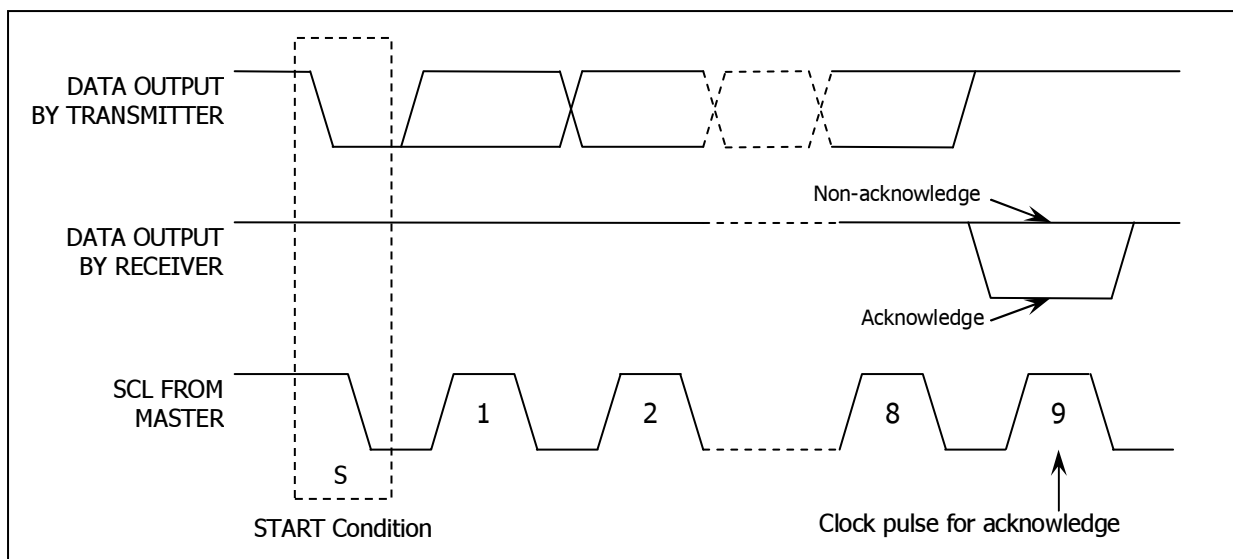 DATA OUTPUT
BY TRANSMITTER
Non-acknowledge
DATA OUTPUT
BY RECEIVER
Acknowledge
SCL FROM
MASTER
1
2
8
9
S
START Condition
Clock pulse for acknowledge